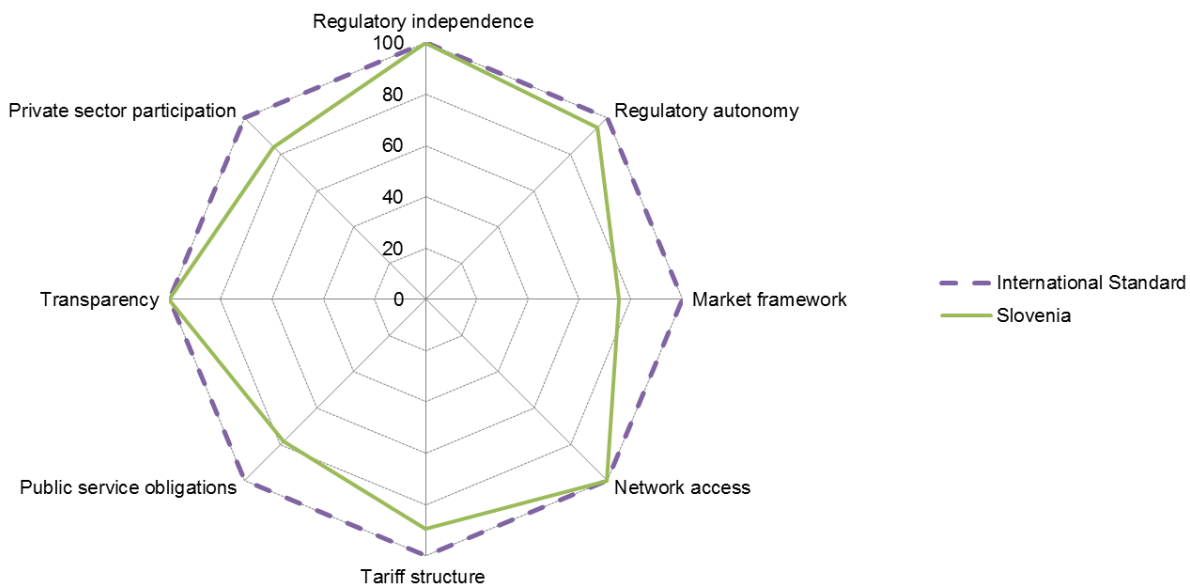 Regulatory independence
100
Private sector participation
Regulatory autonomy
80
60
40
20
Transparency
0
Market framework
International Standard
Slovenia
Public service obligations
Network access
Tariff structure